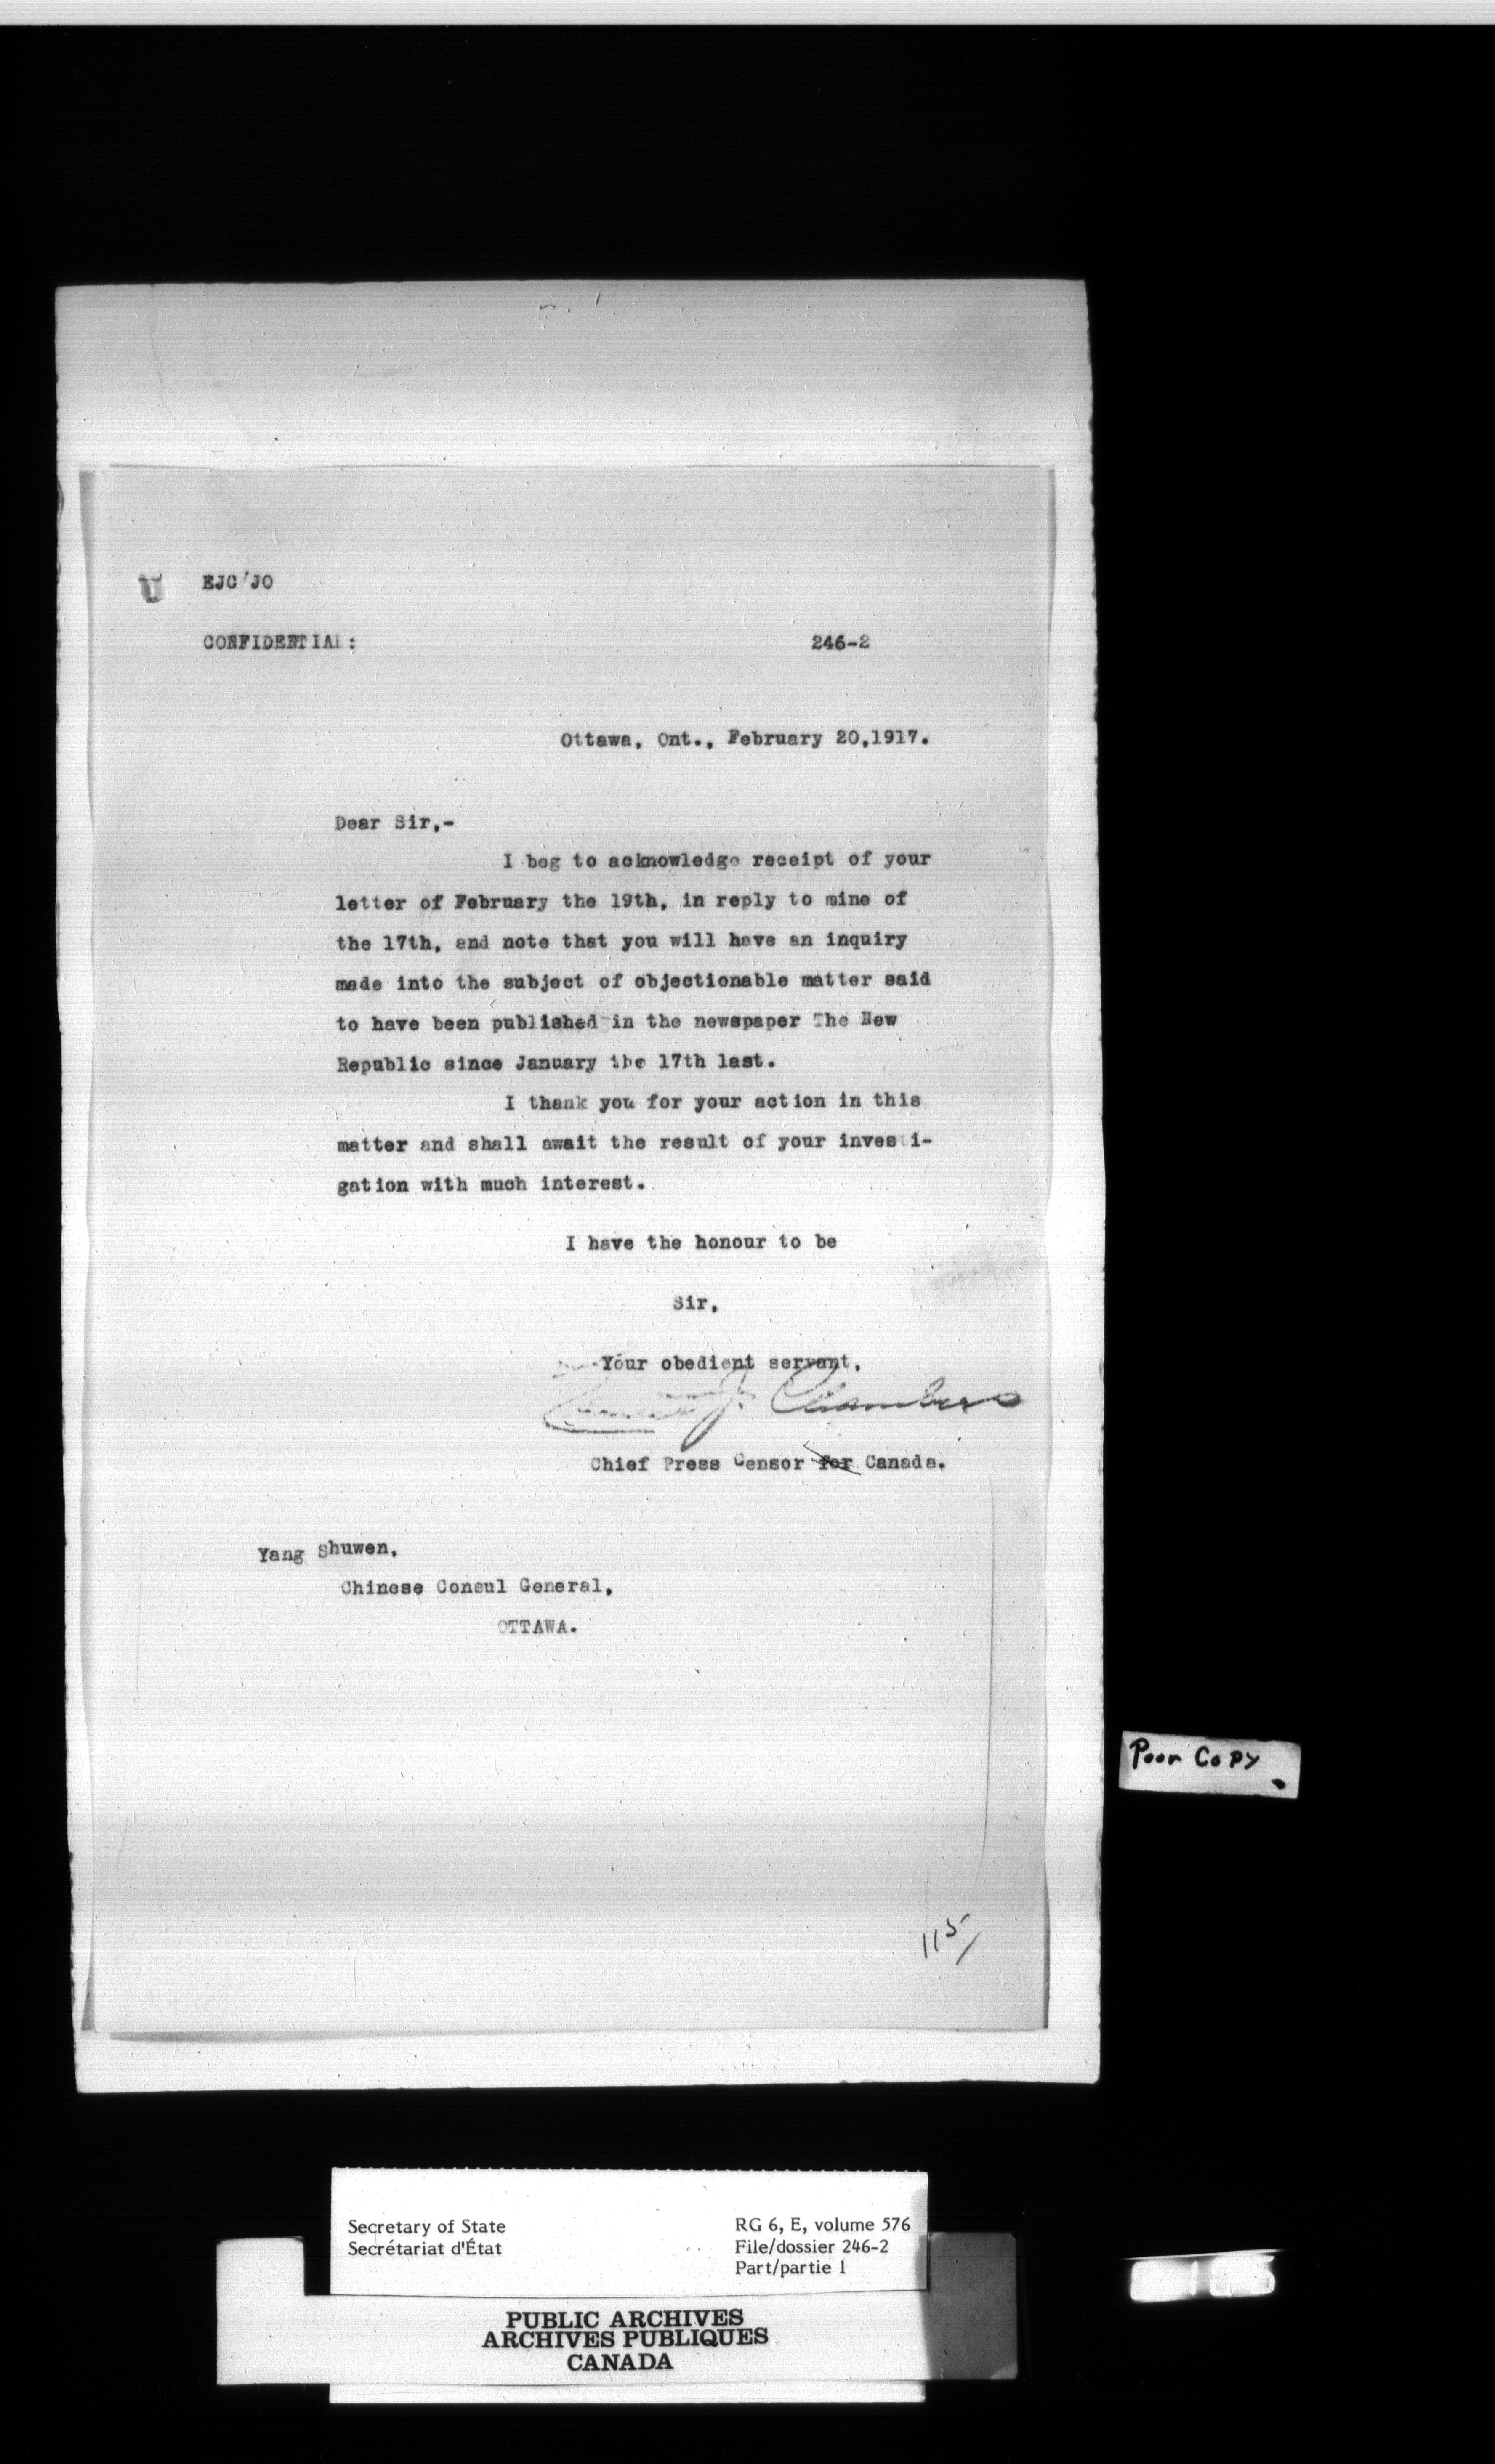 EJC/JO
CONFIDENTIAL:
246-2
Ottawa, Ont., February 20,1917.
Dear Sir,-
I beg to acknowledge receipt of your
letter of February the 19th, in reply to mine of
the 17th, and note that you will have an inquiry
made into the subject of objectionable matter said
to have been published in the newspaper The New
Republic since January the 17th last.
I thank you for your action in this
matter and shall await the result of your investi-
gation with much interest.
I have the honour to be
Sir,
Your obedient servant,
Ernest J. Chambers
Chief Press Censor for Canada.
Yang Shuwen,
Chinese Consul General,
OTTAWA.
Poor Copy
115
Secretary of State
Secrétariat d'État
RG 6, E, volume 576
File/dossier 246-2
Part/partie 1
PUBLIC ARCHIVES
ARCHIVES PUBLIQUES
CANADA